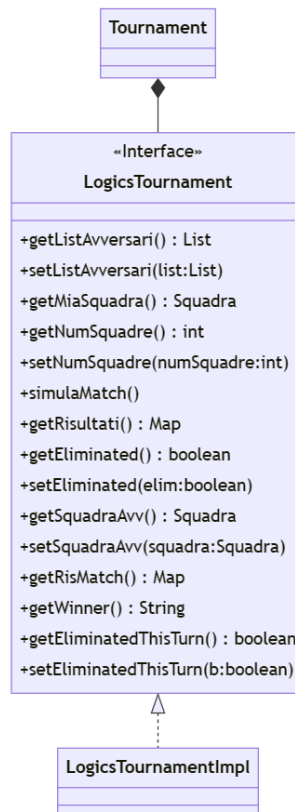 Tournament
«Interface»
LogicsTournament
+getListAvversari() : List
+setListAvversari(list:List)
+getMiaSquadra() : Squadra
+getNumSquadre() : int
+setNumSquadre(numSquadre:int)
+simulaMatch()
+getRisultati() : Map
+getEliminated() : boolean
+setEliminated(elim:boolean)
+getSquadraAvv() : Squadra
+setSquadraAvv(squadra:Squadra)
+getRisMatch() : Map
+getWinner() : String
+getEliminatedThisTurn() : boolean
+setEliminatedThisTurn(b:boolean)
LogicsTournamentImpl